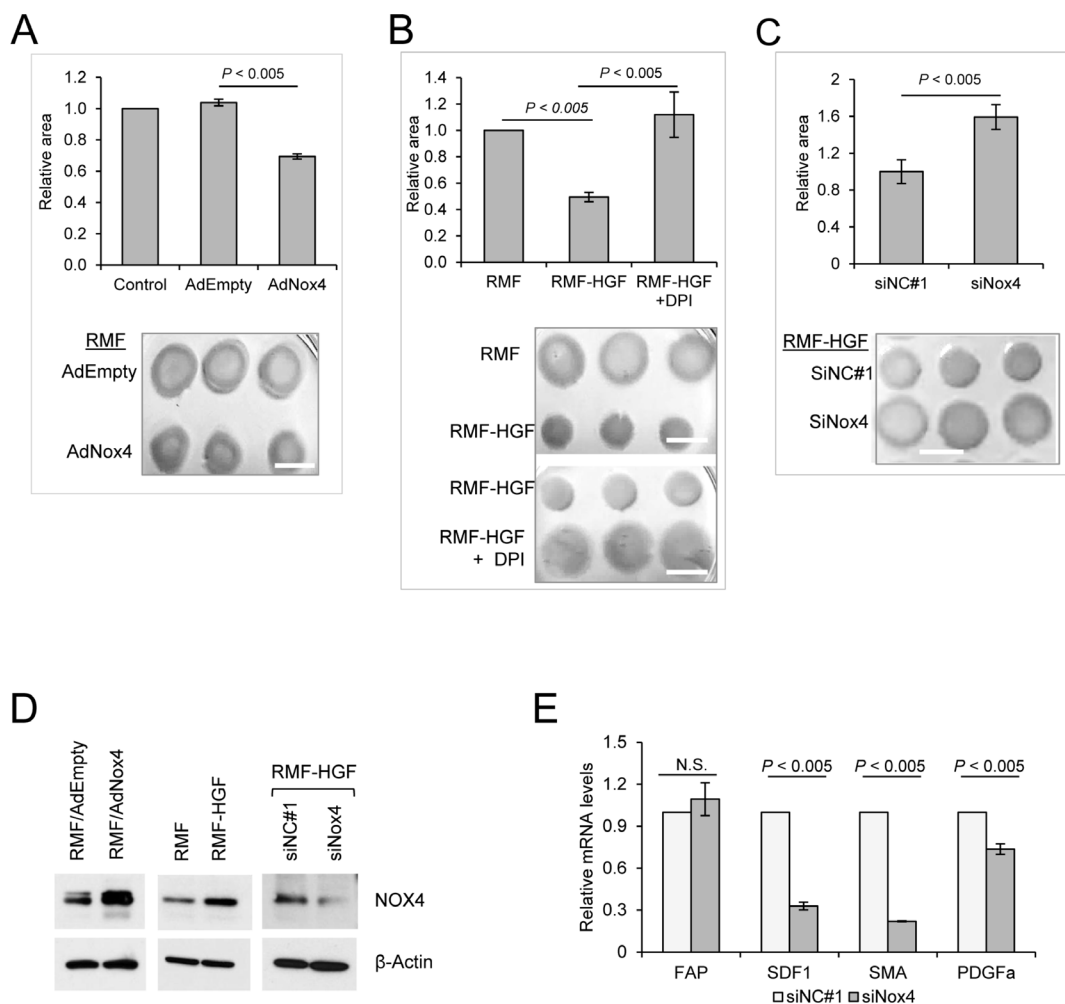 A
P < 0.005
1.2
1.0
0.8
0.6
0.4
0.2
0.0
Relative area
Control AdEmpty AdNox4
RMF
AdEmpty
AdNox4
B
P < 0.005
P < 0.005
1.4
1.2
1.0
0.8
0.6
0.4
0.2
0.0
Relative area
RMF RMF-HGF RMF-HGF
+DPI
RMF
RMF-HGF
RMF-HGF
RMF-HGF
+ DPI
C
P < 0.005
2
1.6
1.2
0.8
0.4
0
Relative area
siNC#1 siNox4
RMF-HGF
SiNC#1
SiNox4
D
RMF/AdEmpty
RMF/AdNox4
RMF
RMF-HGF
RMF-HGF
siNC#1
siNox4
NOX4
β-Actin
E
1.5
1.2
0.9
0.6
0.3
0
Relative mRNA levels
N.S. P < 0.005 P < 0.005 P < 0.005
FAP SDF1 SMA PDGFa
siNC#1 siNox4